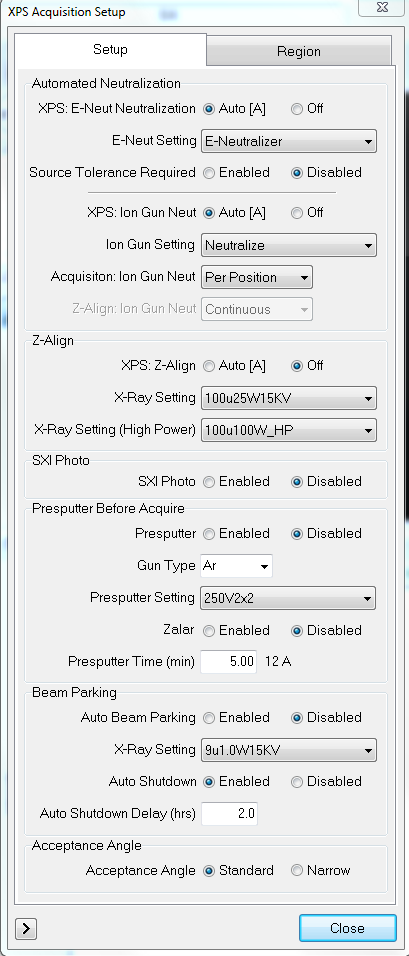 XPS Acquisition Setup
Setup Region
Automated Neutralization
XPS: E-Neut Neutralization Auto [A] Off
E-Neut Setting E-Neutralizer
Source Tolerance Required Enabled Disabled
XPS: Ion Gun Neut Auto [A] Off
Ion Gun Setting Neutralize
Acquisiton: Ion Gun Neut Per Position
Z-Align: Ion Gun Neut Continuous
Z-Align
XPS: Z-Align Auto [A] Off
X-Ray Setting 100u25W15KV
X-Ray Setting (High Power) 100u100W_HP
SXI Photo
SXI Photo Enabled Disabled
Presputter Before Acquire
Presputter Enabled Disabled
Gun Type Ar
Presputter Setting 250V2x2
Zalar Enabled Disabled
Presputter Time (min) 5.00 12 A
Beam Parking
Auto Beam Parking Enabled Disabled
X-Ray Setting 9u1.0W15KV
Auto Shutdown Enabled Disabled
Auto Shutdown Delay (hrs) 2.0
Acceptance Angle
Acceptance Angle Standard Narrow
Close